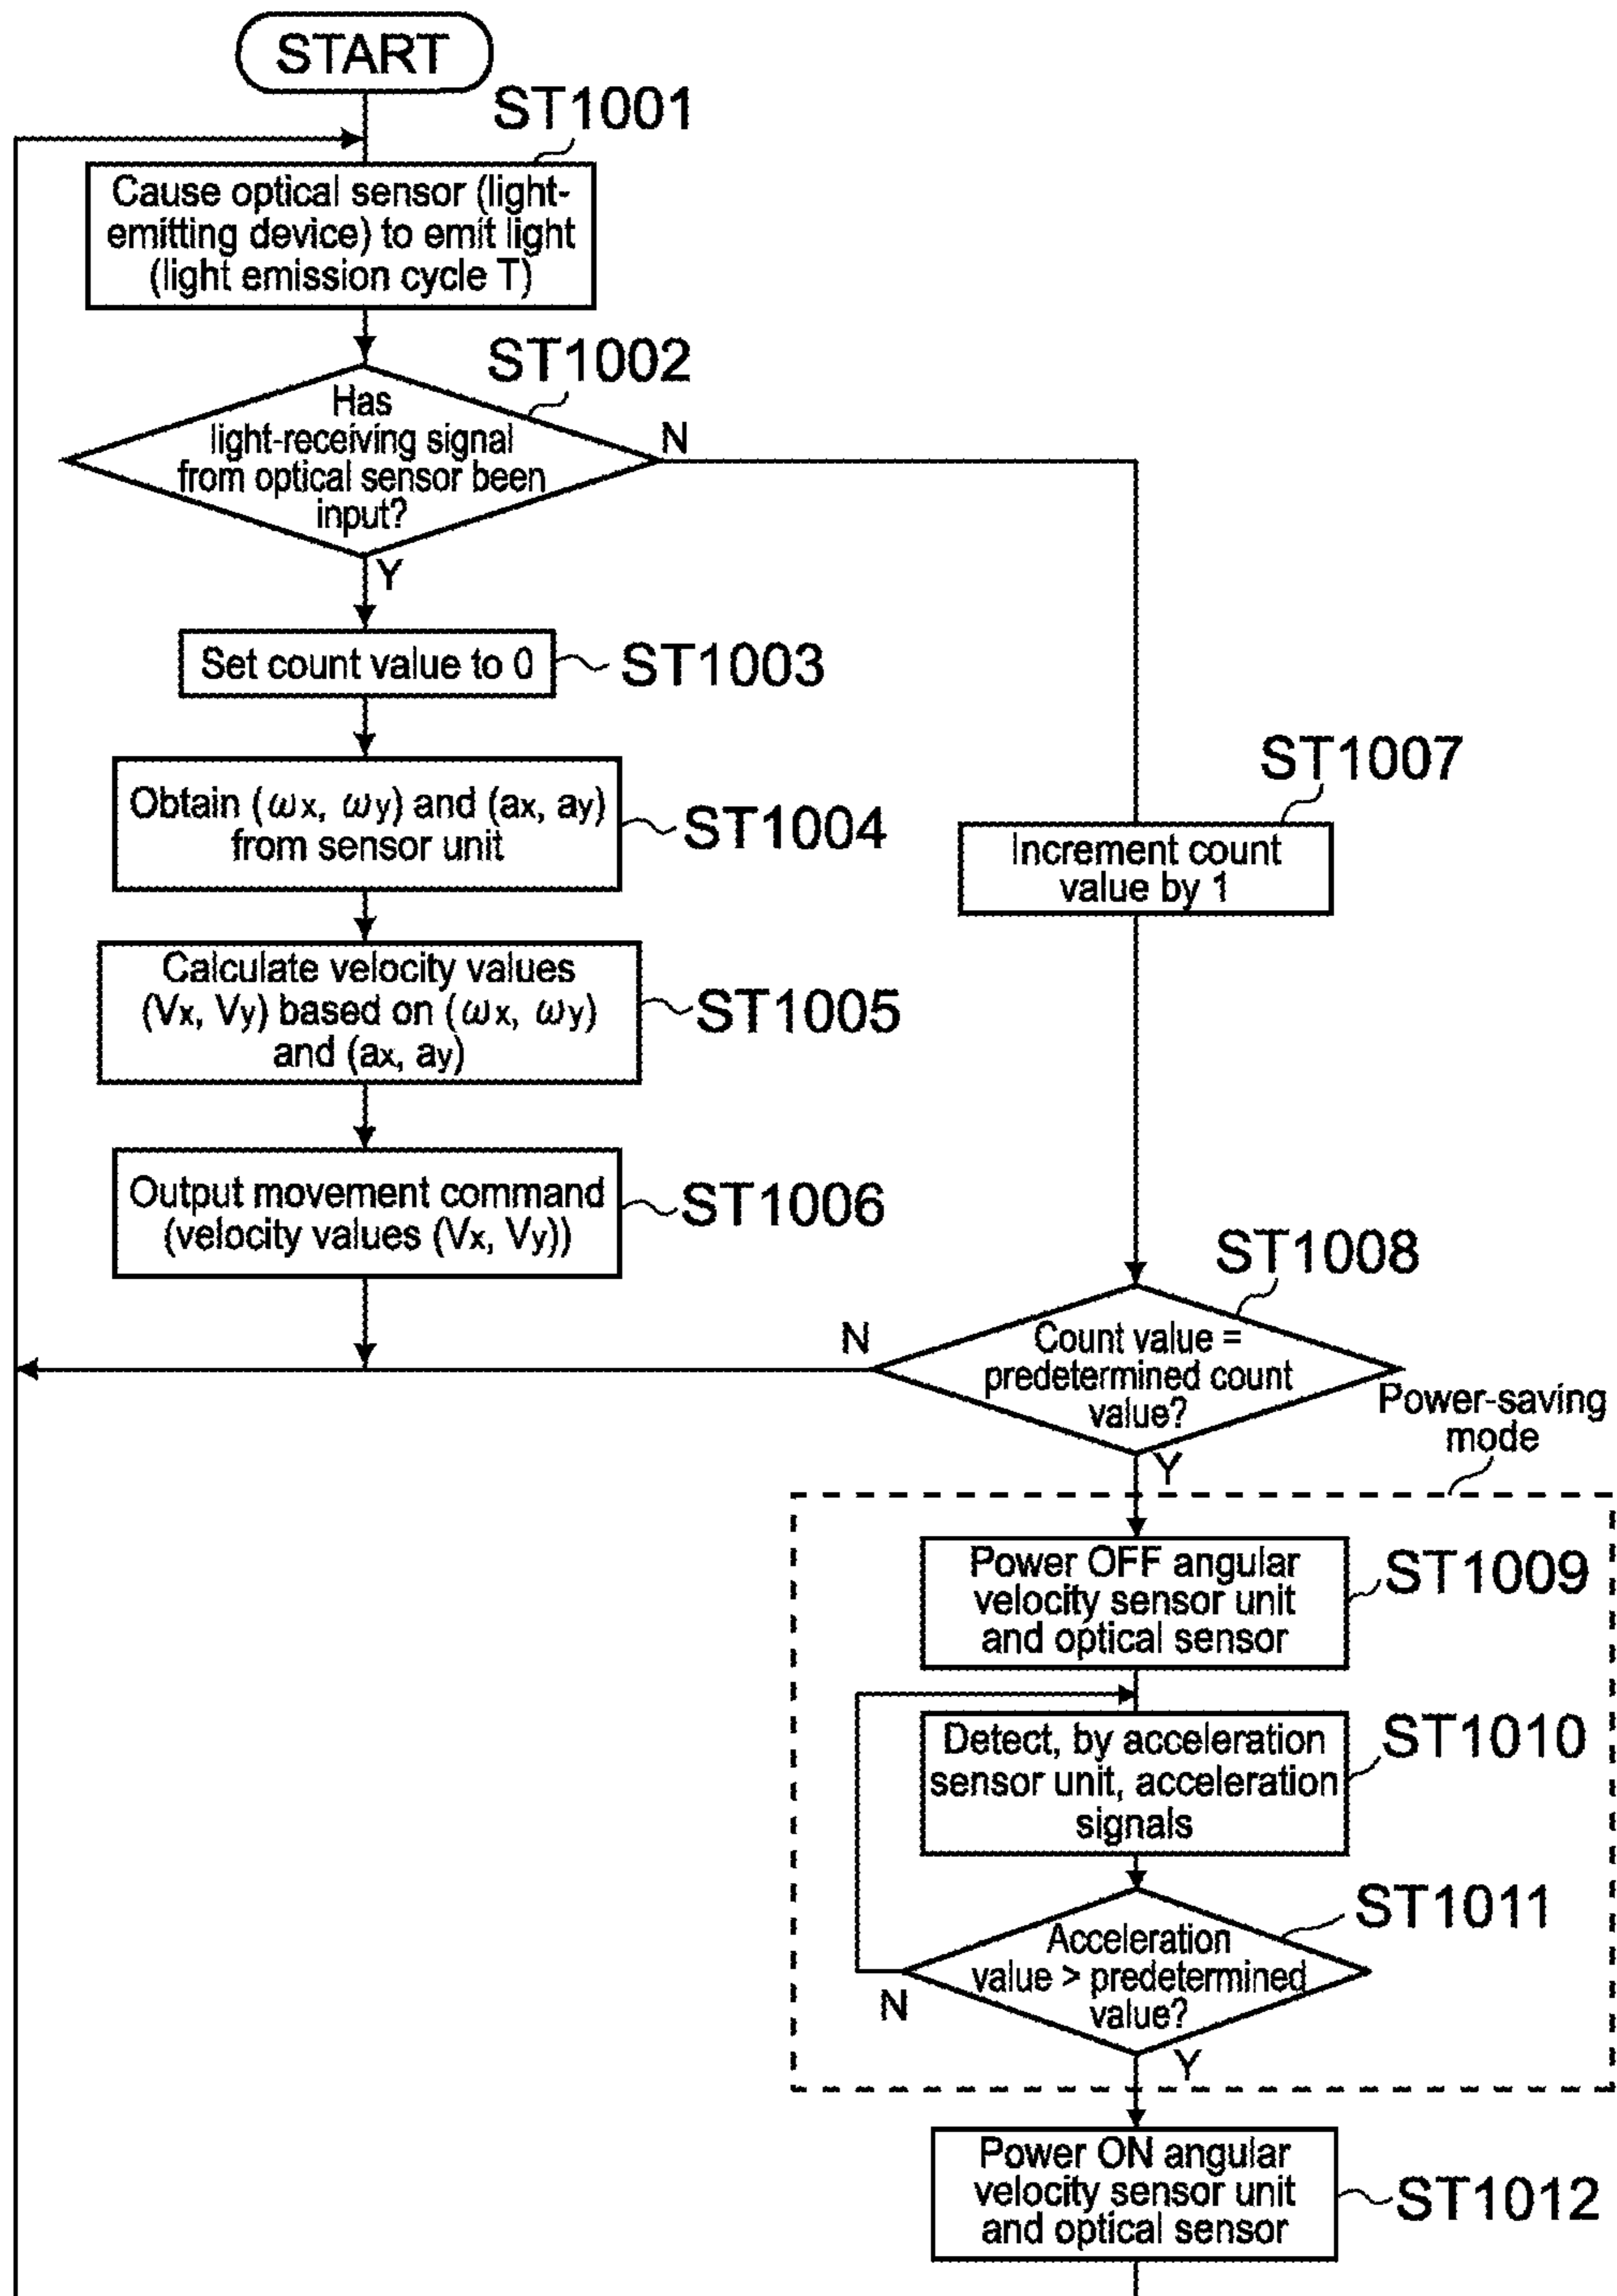 START
ST1001
Cause optical sensor (light-
emitting device) to emit light
(light emission cycle T)
ST1002
Has
light-receiving signal
from optical sensor been
input?
N
Y
Set count value to 0
ST1003
Obtain (ωx, ωy) and (ax, ay)
from sensor unit
ST1004
Calculate velocity values
(Vx, Vy) based on (ωx, ωy)
and (ax, ay)
ST1005
Output movement command
(velocity values (Vx, Vy))
ST1006
ST1007
Increment count
value by 1
ST1008
Count value =
predetermined count
value?
N
Y
Power-saving
mode
Power OFF angular
velocity sensor unit
and optical sensor
ST1009
Detect, by acceleration
sensor unit, acceleration
signals
ST1010
ST1011
Acceleration
value > predetermined
value?
N
Y
Power ON angular
velocity sensor unit
and optical sensor
ST1012